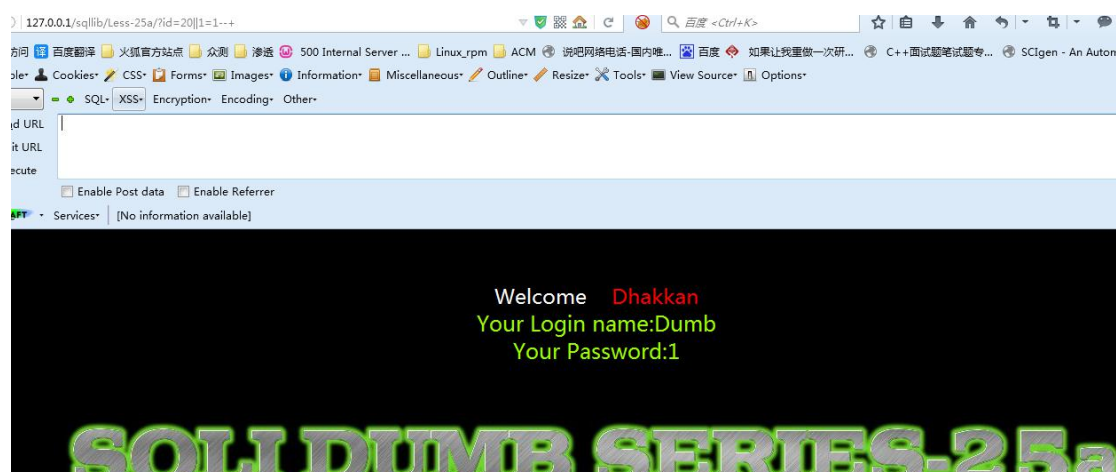 127.0.0.1/sqllib/Less-25a/?id=20||1=1--+ 百度 <Ctrl+K>
百度翻译 火狐官方站点 众测 渗透 500 Internal Server ... Linux_rpm ACM 说吧网络电话-国内唯... 百度 如果让我重做一次研... C++面试题笔试题专... SCIgen - An Auton
Cookies CSS Forms Images Information Miscellaneous Outline Resize Tools View Source Options
SQL XSS Encryption Encoding Other
URL
URL
Enable Post data Enable Referrer
Services [No information available]
Welcome Dhakkan
Your Login name:Dumb
Your Password:1
SQLI DUMB SERIES-25a